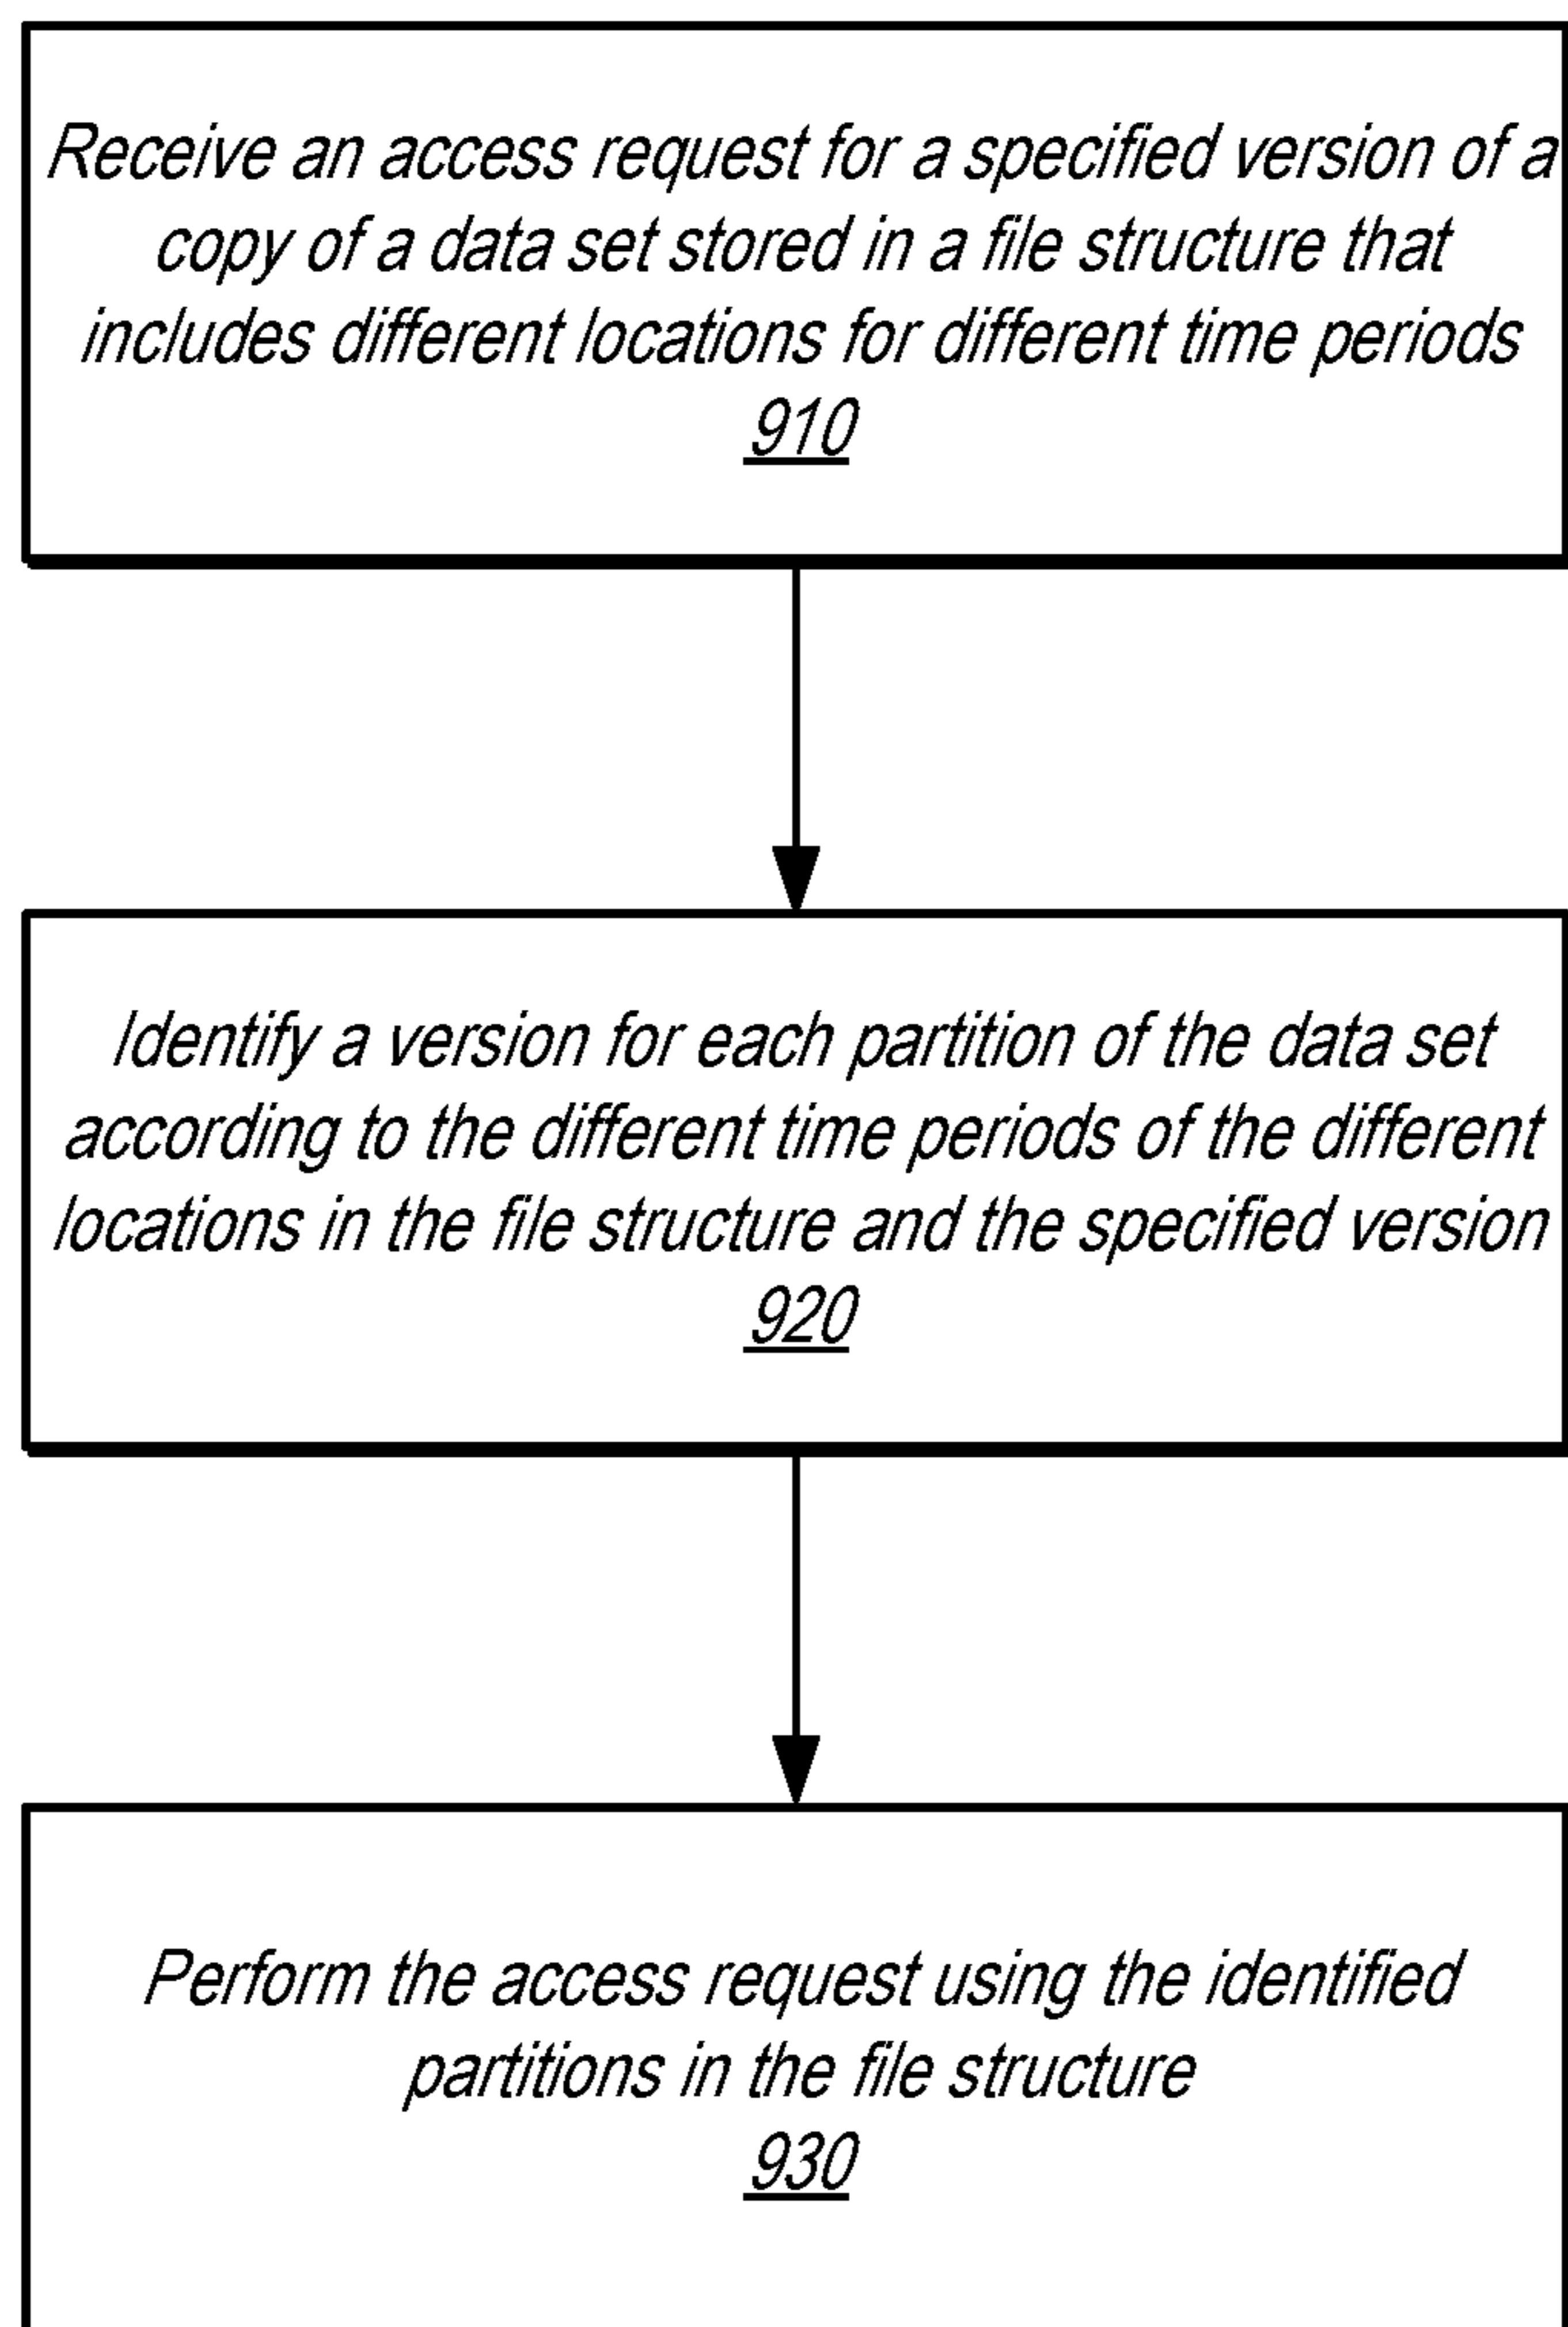 Receive an access request for a specified version of a
copy of a data set stored in a file structure that
includes different locations for different time periods
910
Identify a version for each partition of the data set
according to the different time periods of the different
locations in the file structure and the specified version
920
Perform the access request using the identified
partitions in the file structure
930